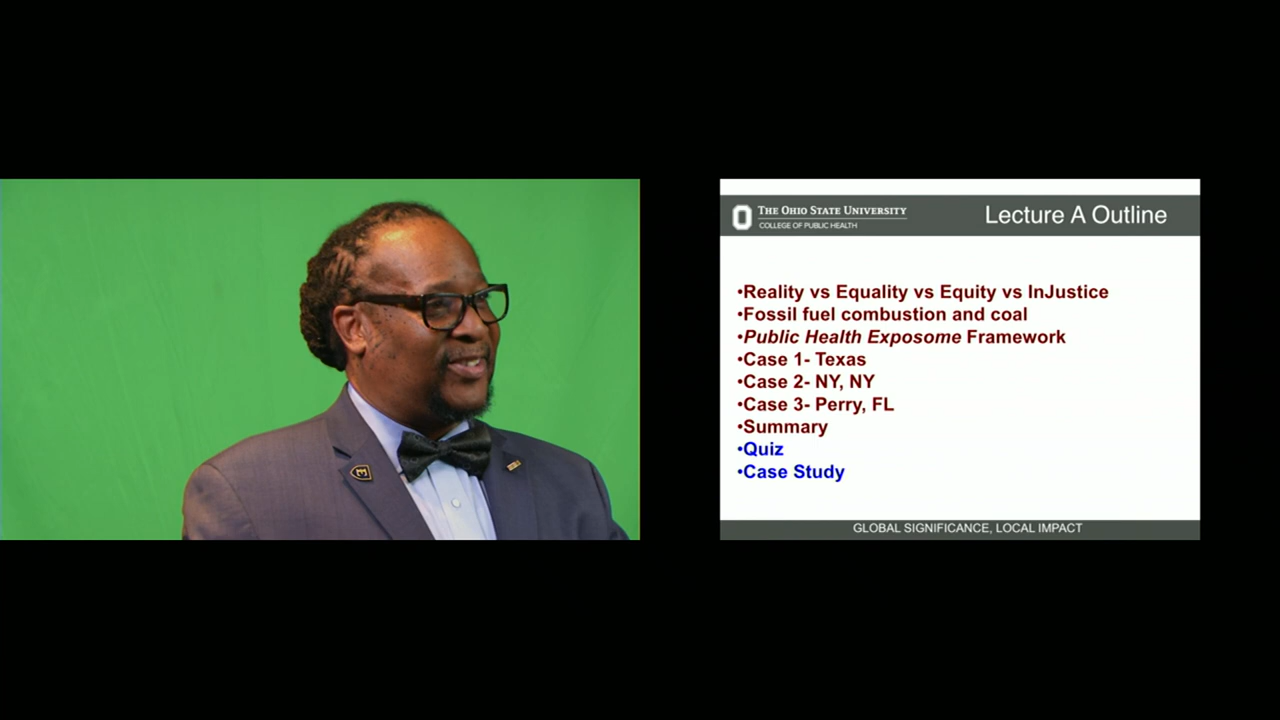 THE OHIO STATE UNIVERSITY
COLLEGE OF PUBLIC HEALTH
Lecture A Outline
•Reality vs Equality vs Equity vs InJustice
•Fossil fuel combustion and coal
•Public Health Exposome Framework
•Case 1- Texas
•Case 2- NY, NY
•Case 3- Perry, FL
•Summary
•Quiz
•Case Study
GLOBAL SIGNIFICANCE, LOCAL IMPACT